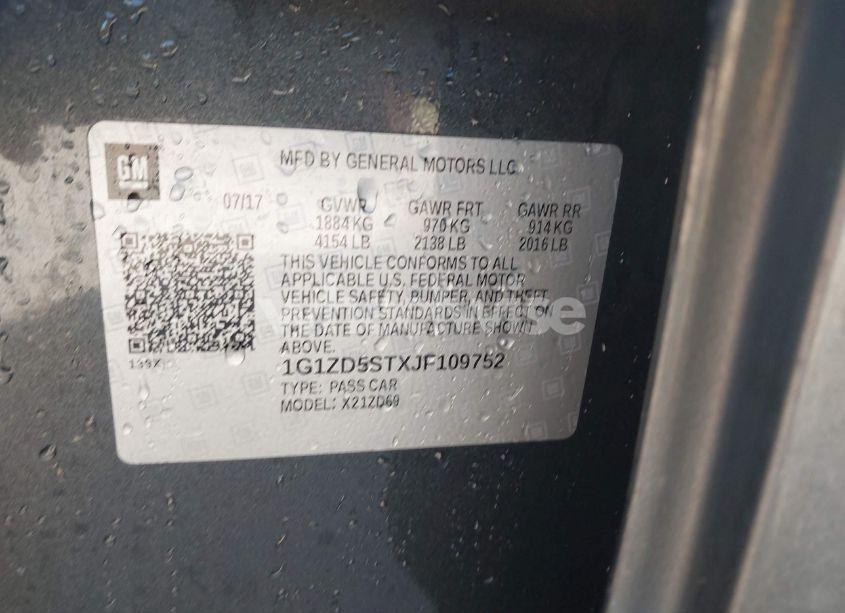 GM
MFD BY GENERAL MOTORS LLC
07/17
GVWR GAWR FRT GAWR RR
1884 KG 970 KG 914 KG
4154 LB 2138 LB 2016 LB
THIS VEHICLE CONFORMS TO ALL
APPLICABLE U.S. FEDERAL MOTOR
VEHICLE SAFETY, BUMPER, AND THEFT
PREVENTION STANDARDS IN EFFECT ON
THE DATE OF MANUFACTURE SHOWN
ABOVE.
139X
1G1ZD5STXJF109752
TYPE: PASS CAR
MODEL: X21ZD69